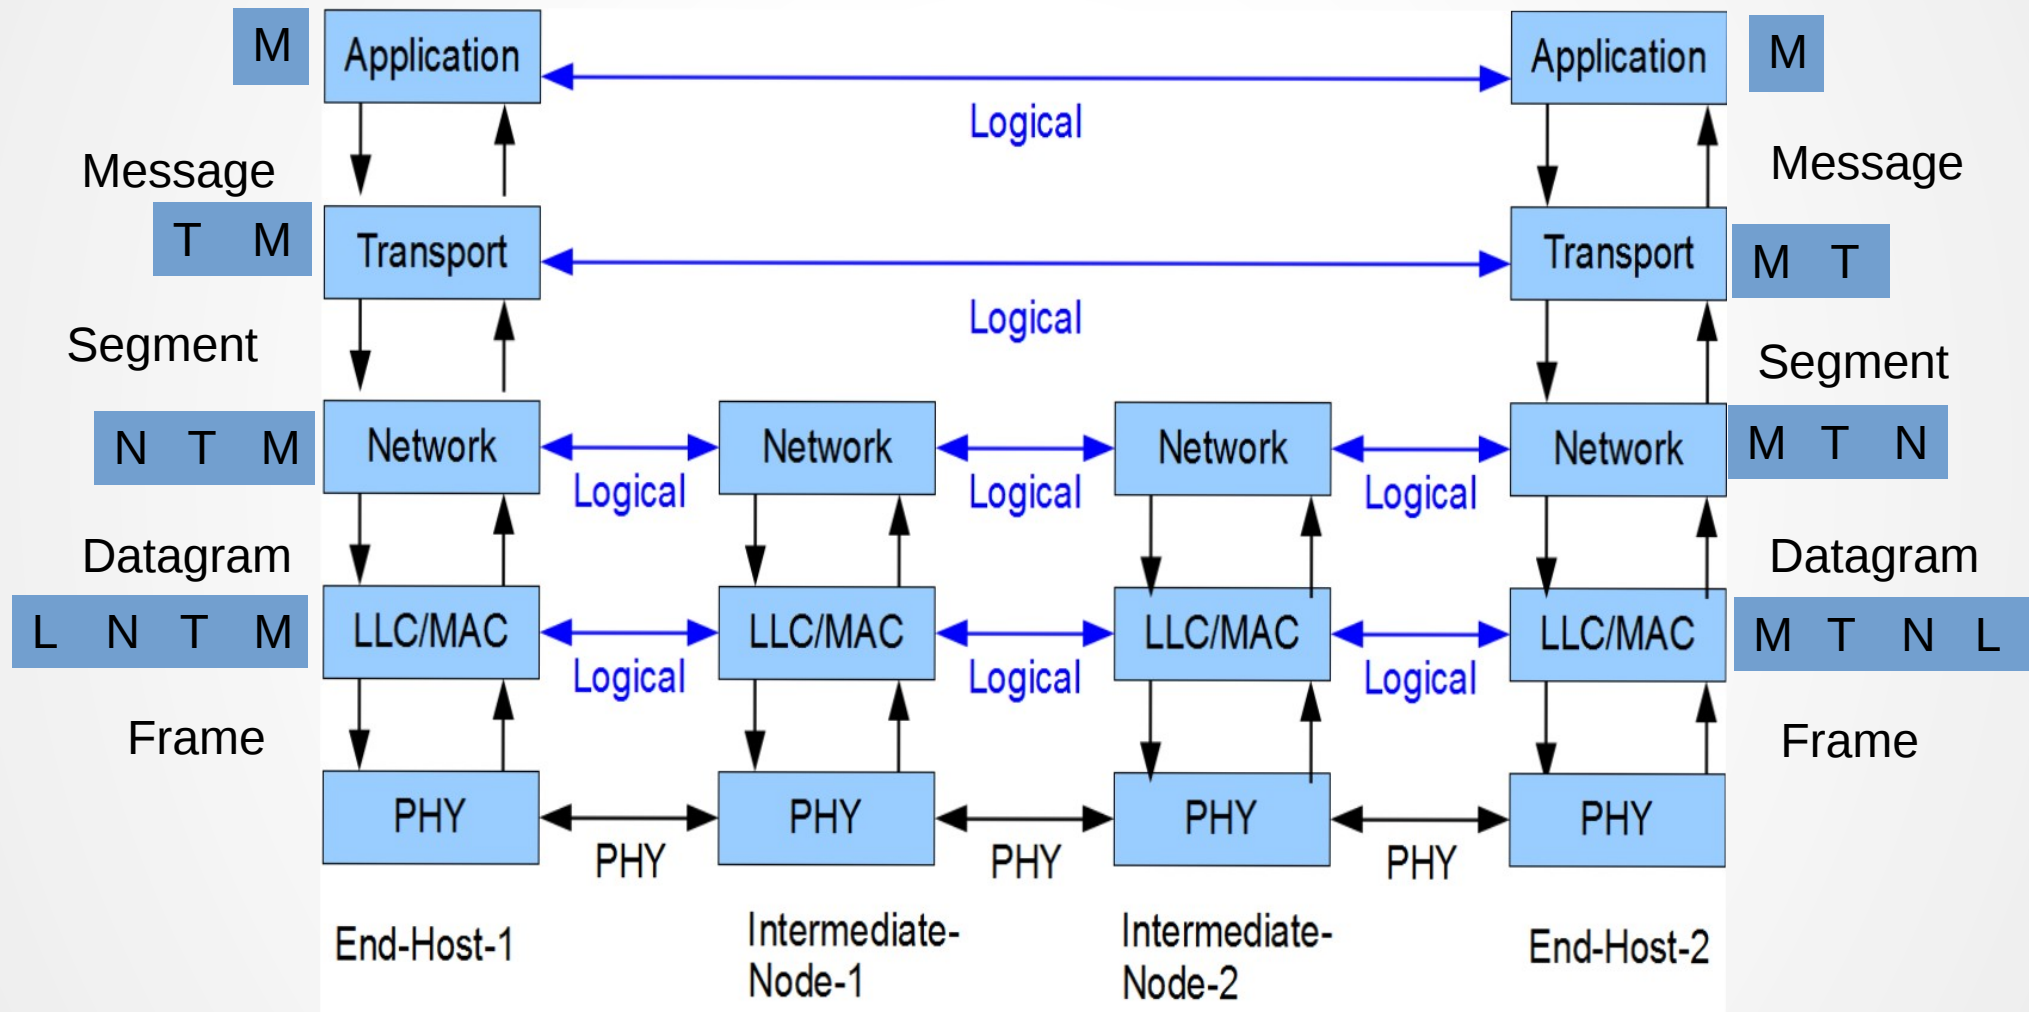 M
Application
Application
M
Logical
Message
Message
T M
Transport
Transport
M T
Logical
Segment
Segment
N T M
Network
Network
Network
Network
M T N
Logical
Logical
Logical
Datagram
Datagram
L N T M
LLC/MAC
LLC/MAC
LLC/MAC
LLC/MAC
M T N L
Logical
Logical
Logical
Frame
Frame
PHY
PHY
PHY
PHY
PHY
PHY
PHY
End-Host-1
Intermediate-
Node-1
Intermediate-
Node-2
End-Host-2